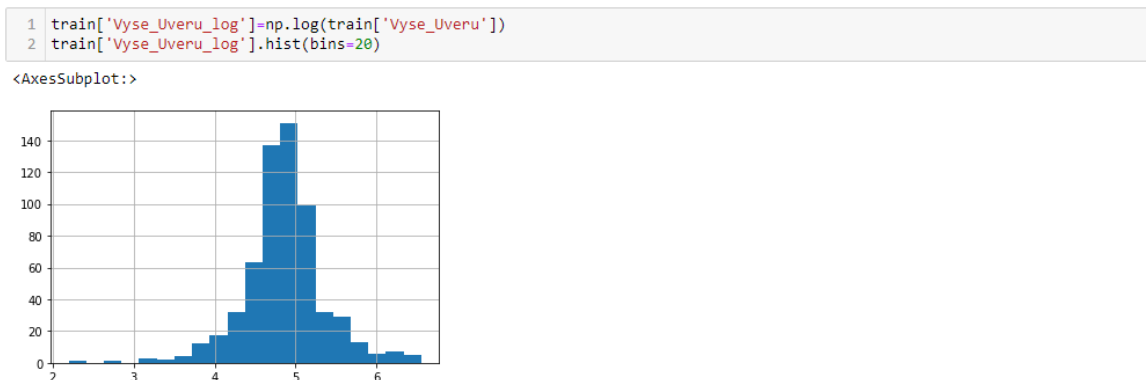 1 train['Vyse_Uveru_log']=np.log(train['Vyse_Uveru'])
2 train['Vyse_Uveru_log'].hist(bins=20)
<AxesSubplot:>
140
120
100
80
60
40
20
0
2 3 4 5 6